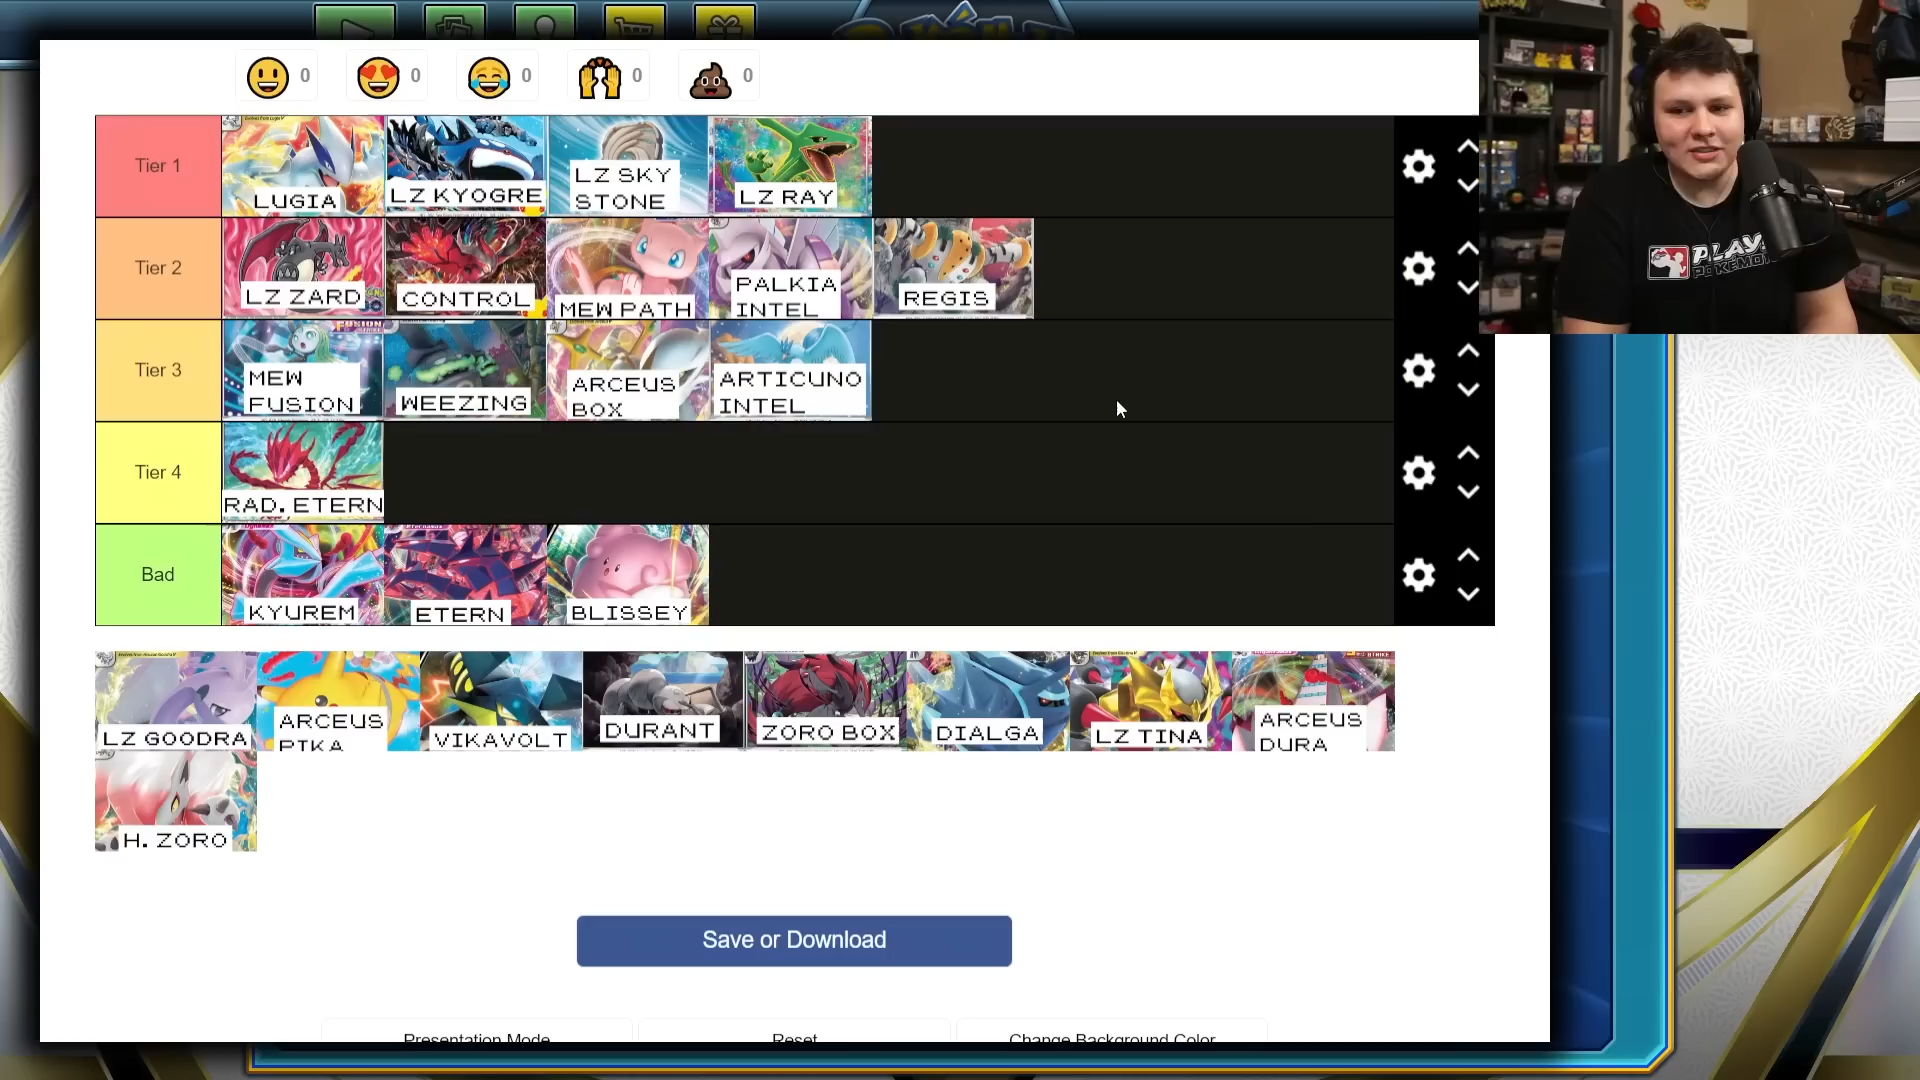 0 0 0 0 0
Tier 1
LUGIA
LZ KYOGRE
LZ SKY
STONE
LZ RAY
Tier 2
LZ ZARD
CONTROL
MEW PATH
PALKIA
INTEL
REGIS
Tier 3
MEW
FUSION
WEEZING
ARCEUS
BOX
ARTICUNO
INTEL
Tier 4
RAD. ETERN
Bad
KYUREM
ETERN
BLISSEY
LZ GOODRA
ARCEUS
PIKA
VIKAVOLT
DURANT
ZORO BOX
DIALGA
LZ TINA
ARCEUS
DURA
H. ZORO
Save or Download
Presentation Mode
Reset
Change Background Color
PLAY!
POKÉMON